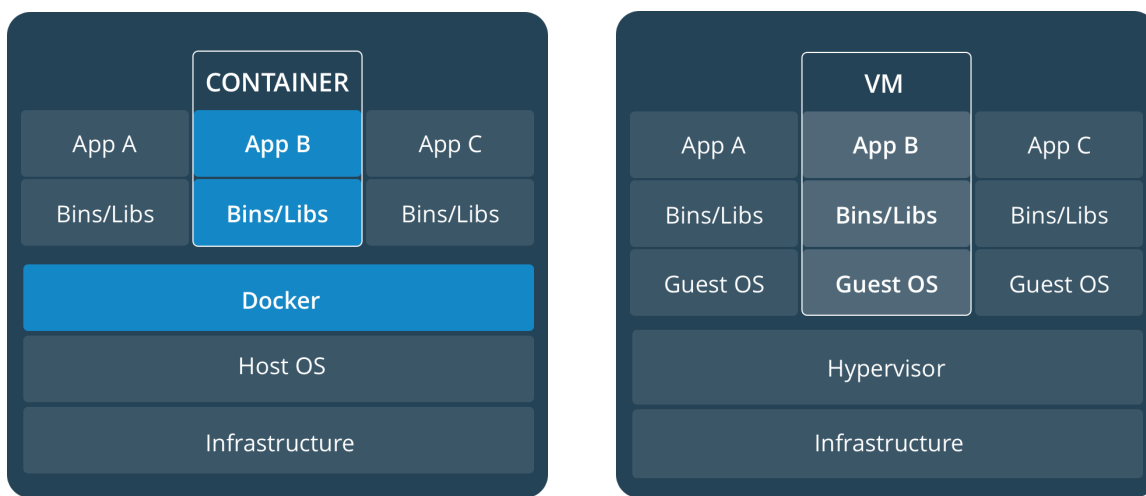 CONTAINER
App A
App B
App C
Bins/Libs
Bins/Libs
Bins/Libs
Docker
Host OS
Infrastructure
VM
App A
App B
App C
Bins/Libs
Bins/Libs
Bins/Libs
Guest OS
Guest OS
Guest OS
Hypervisor
Infrastructure